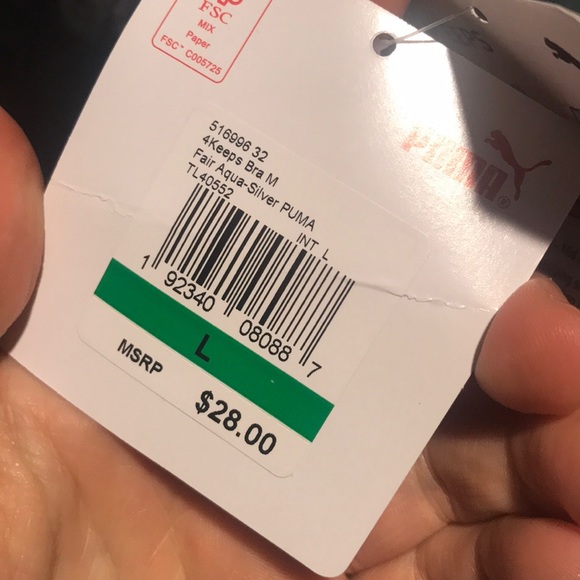 FSC
MIX
Paper
FSC™ C005725
PUMA®
516996 32
4Keeps Bra M
Fair Aqua-Silver PUMA
TL40552
INT L
1 92340 08088 7
L
MSRP
$28.00